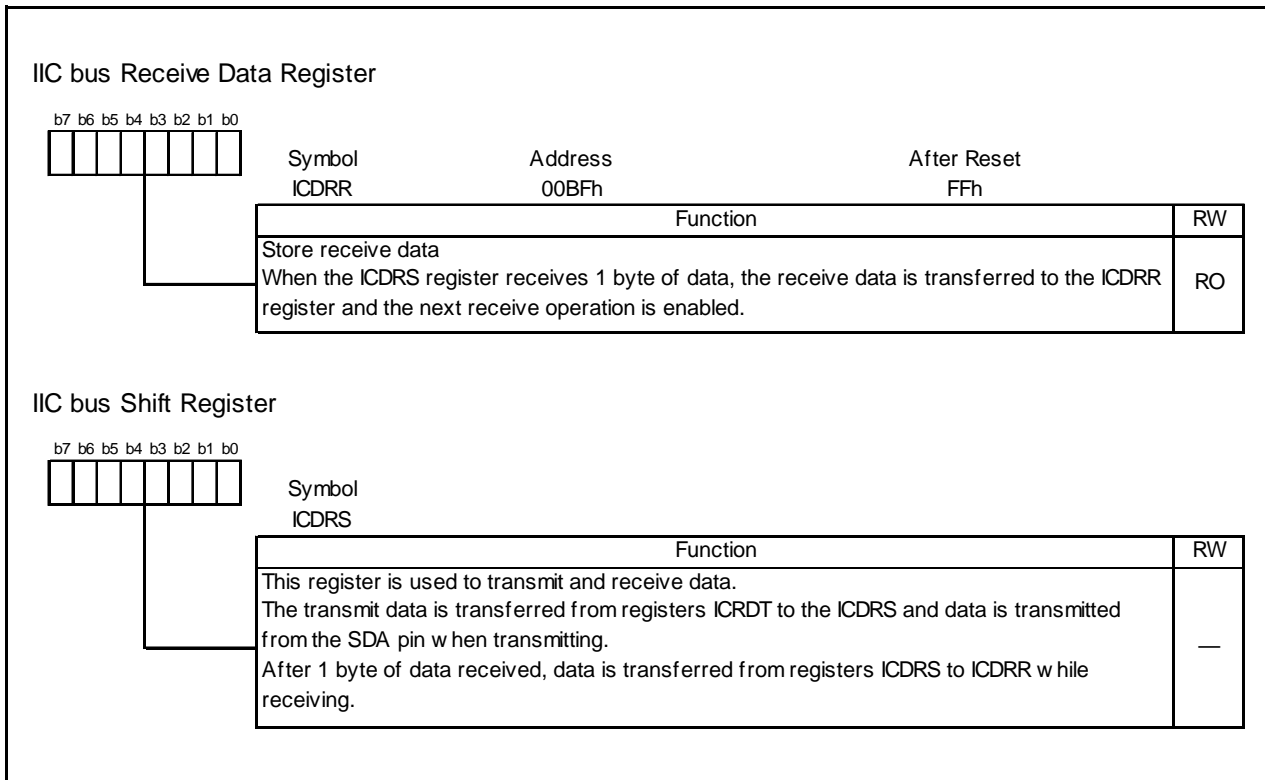 IIC bus Receive Data Register
b7 b6 b5 b4 b3 b2 b1 b0
Symbol Address After Reset
ICDRR 00BFh FFh
Function RW
Store receive data
When the ICDRS register receives 1 byte of data, the receive data is transferred to the ICDRR
register and the next receive operation is enabled.
RO
IIC bus Shift Register
b7 b6 b5 b4 b3 b2 b1 b0
Symbol
ICDRS
Function RW
This register is used to transmit and receive data.
The transmit data is transferred from registers ICRDT to the ICDRS and data is transmitted
from the SDA pin when transmitting.
After 1 byte of data received, data is transferred from registers ICDRS to ICDRR while
receiving.
—